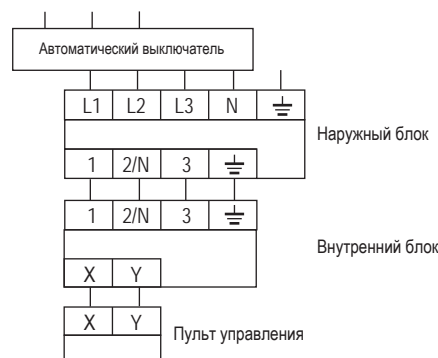 Автоматический выключатель
L1 L2 L3 N
Наружный блок
1 2/N 3
1 2/N 3
Внутренний блок
X Y
X Y
Пульт управления